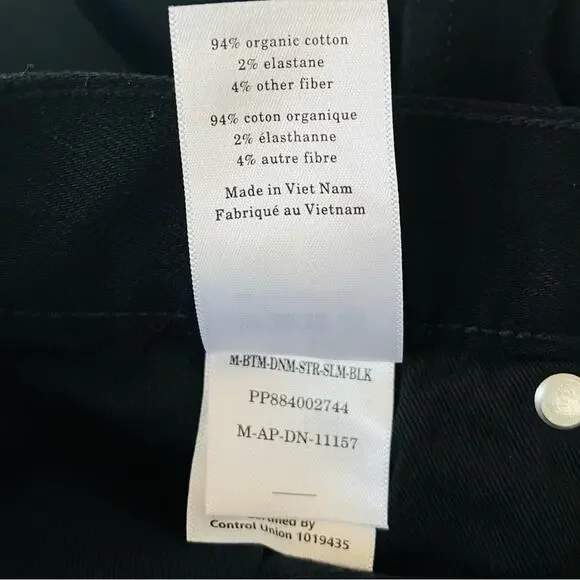 94% organic cotton
2% elastane
4% other fiber
94% coton organique
2% élasthanne
4% autre fibre
Made in Viet Nam
Fabriqué au Vietnam
M-BTM-DNM-STR-SLM-BLK
PP884002744
M-AP-DN-11157
By
Control Union 1019435